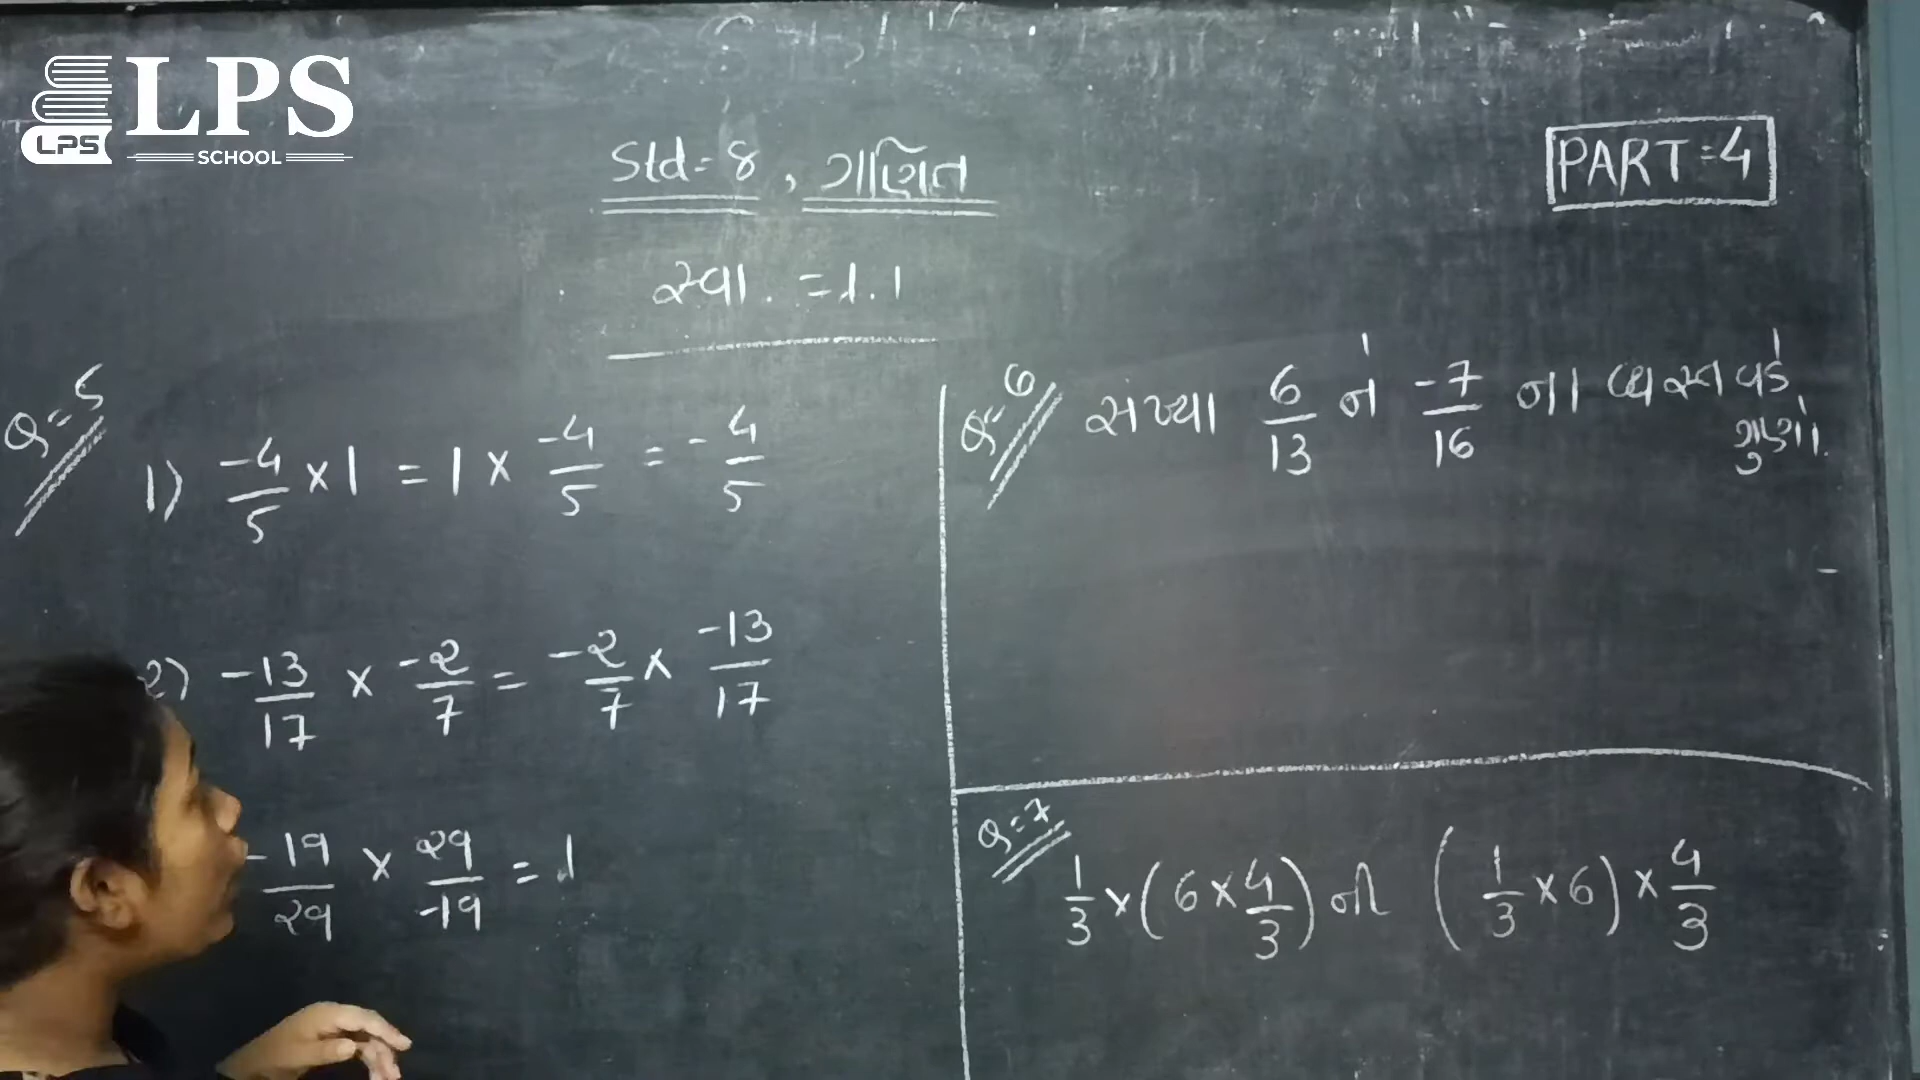 LPS
LPS
SCHOOL
Std = 8, ગણિત
PART = 4
સ્વા. = 1.1
Q = 5
1) -4/5 × 1 = 1 × -4/5 = -4/5
2) -13/17 × -2/7 = -2/7 × -13/17
-19/29 × 29/-19 = 1
Q = 6
સંખ્યા 6/13 ને -7/16 ના વ્યસ્ત વડે
ગુણો.
Q = 7
1/3 × (6 × 4/3) ની (1/3 × 6) × 4/3